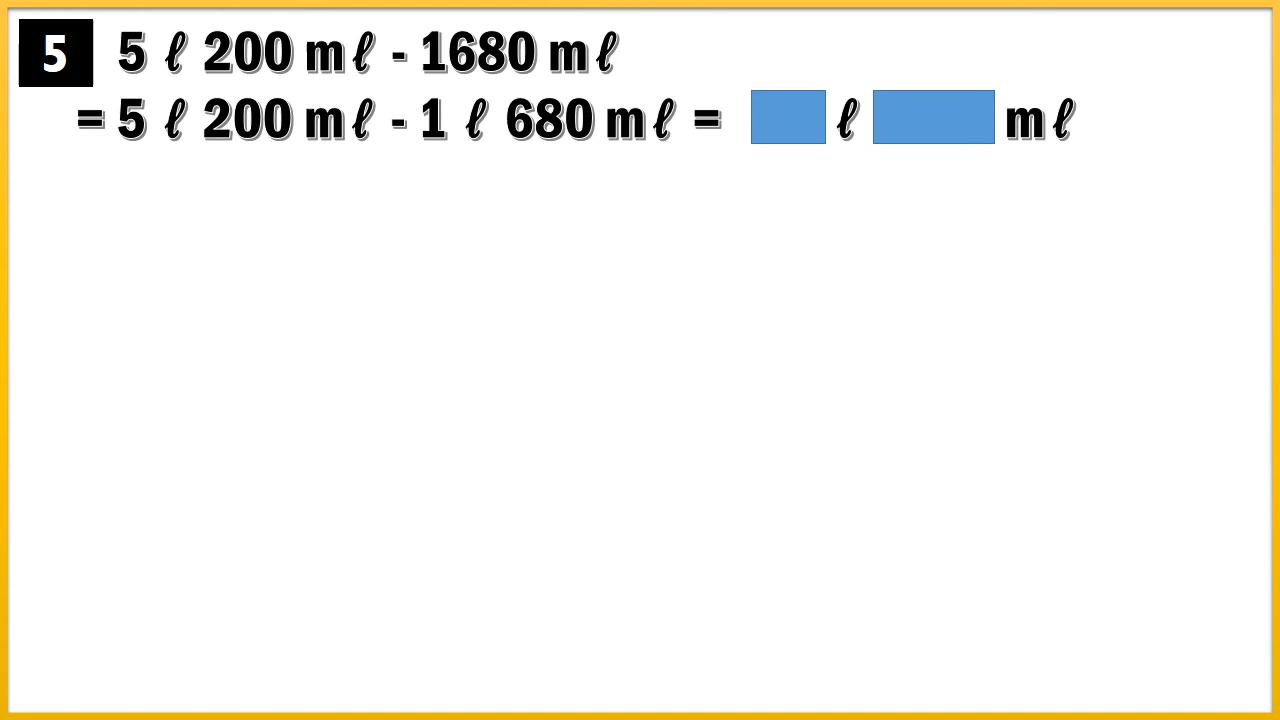 5 5 ℓ 200 mℓ - 1680 mℓ
= 5 ℓ 200 mℓ - 1 ℓ 680 mℓ = ℓ mℓ